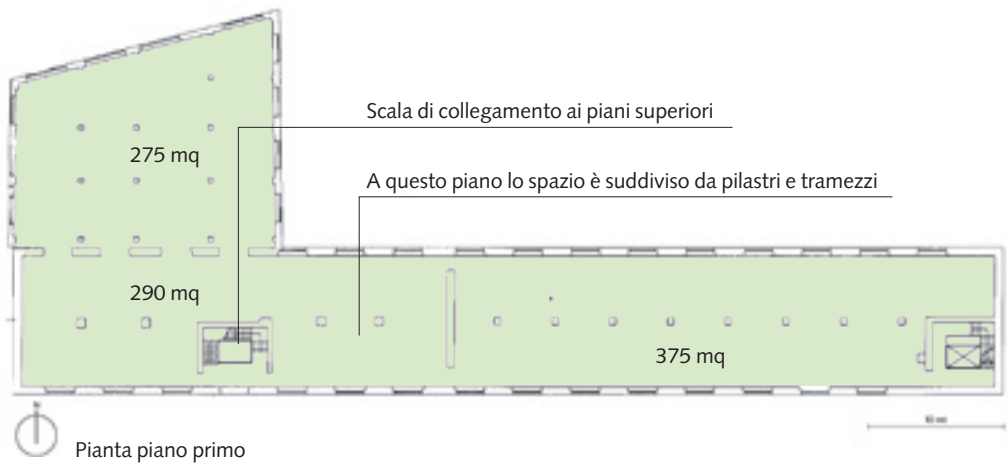 Scala di collegamento ai piani superiori
275 mq
A questo piano lo spazio è suddiviso da pilastri e tramezzi
290 mq
375 mq
Pianta piano primo